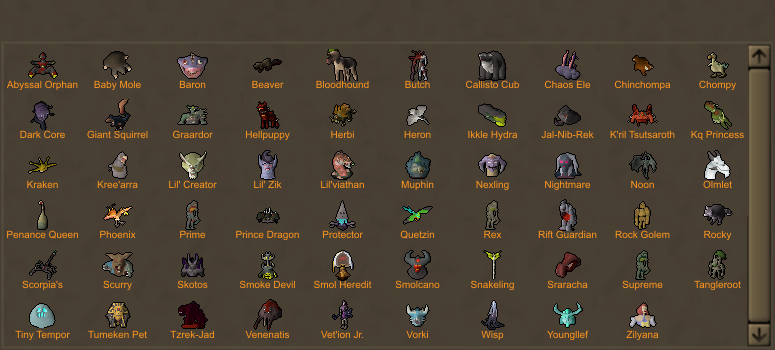 Abyssal Orphan Baby Mole Baron Beaver Bloodhound Butch Callisto Cub Chaos Ele Chinchompa Chompy
Dark Core Giant Squirrel Graardor Hellpuppy Herbi Heron Ikkle Hydra Jal-Nib-Rek K'ril Tsutsaroth Kq Princess
Kraken Kree'arra Lil' Creator Lil' Zik Lil'viathan Muphin Nexling Nightmare Noon Olmlet
Penance Queen Phoenix Prime Prince Dragon Protector Quetzin Rex Rift Guardian Rock Golem Rocky
Scorpia's Scurry Skotos Smoke Devil Smol Heredit Smolcano Snakeling Sraracha Supreme Tangleroot
Tiny Tempor Tumeken Pet Tzrek-Jad Venenatis Vet'ion Jr. Vorki Wisp Youngllef Zilyana